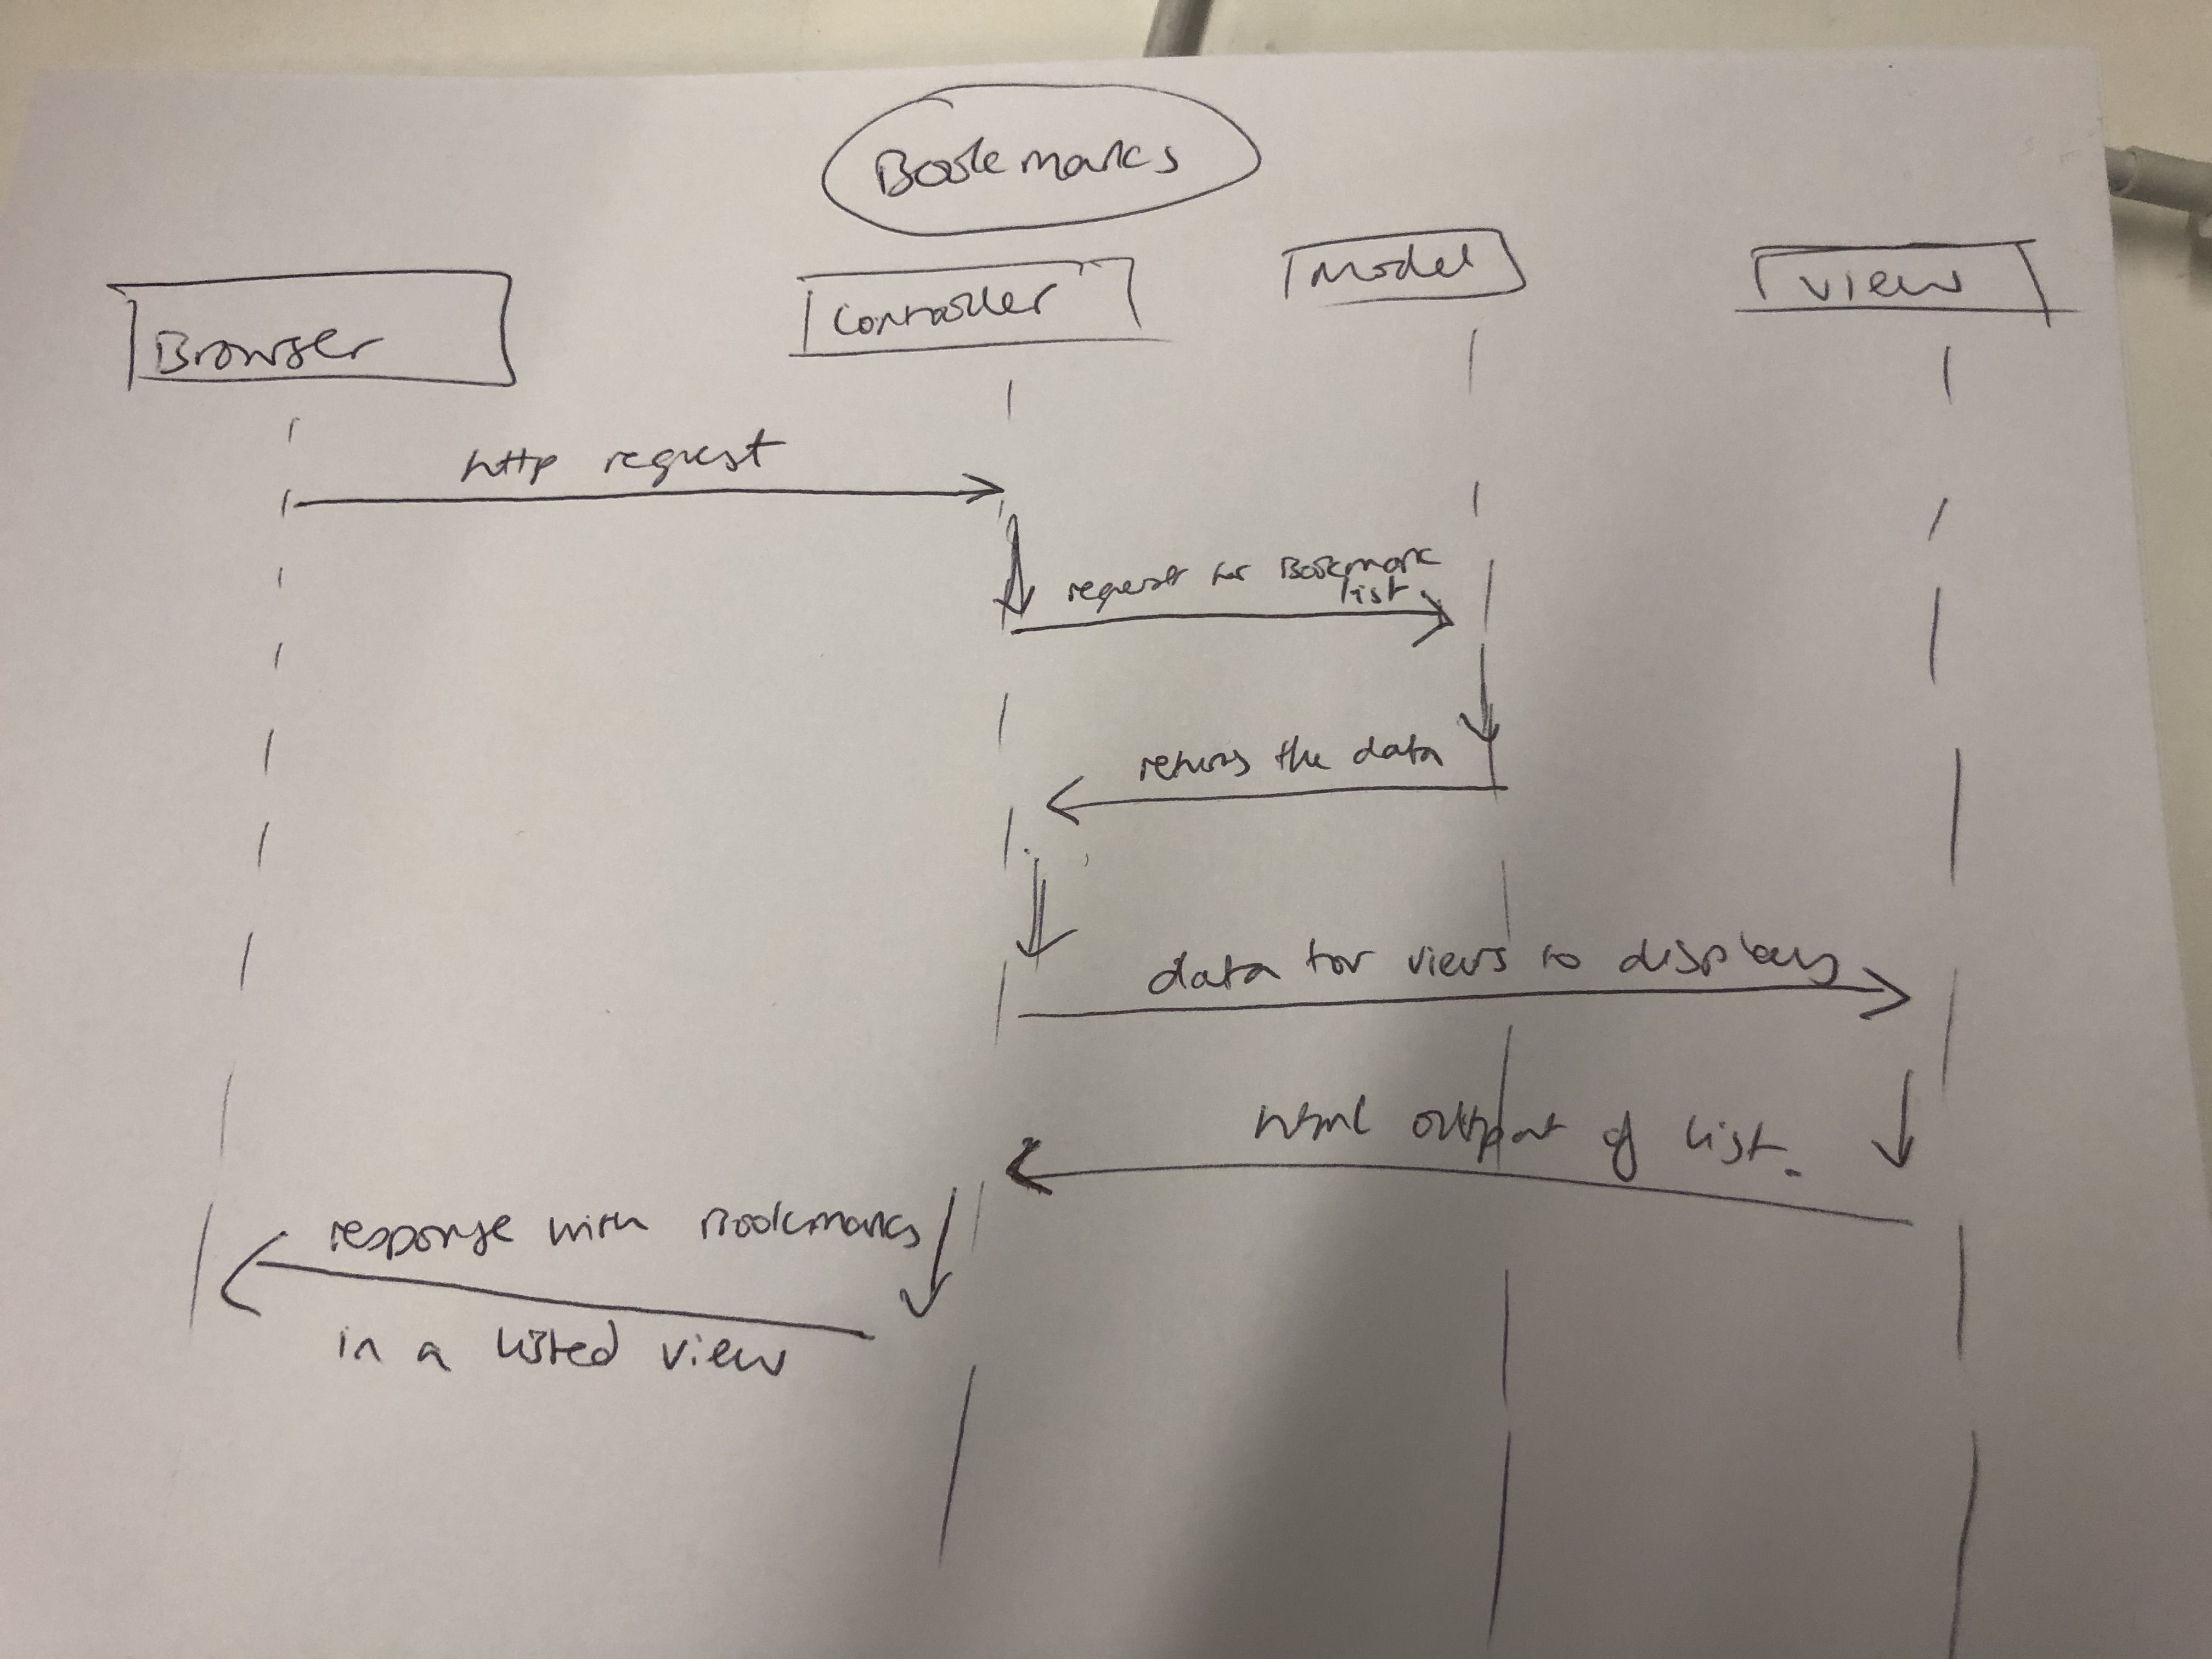 Bookmarks
Browser
Controller
Model
view
http request
request for Bookmark
list
returns the data
data for views to display
html output of list.
response with Bookmarks
in a listed view